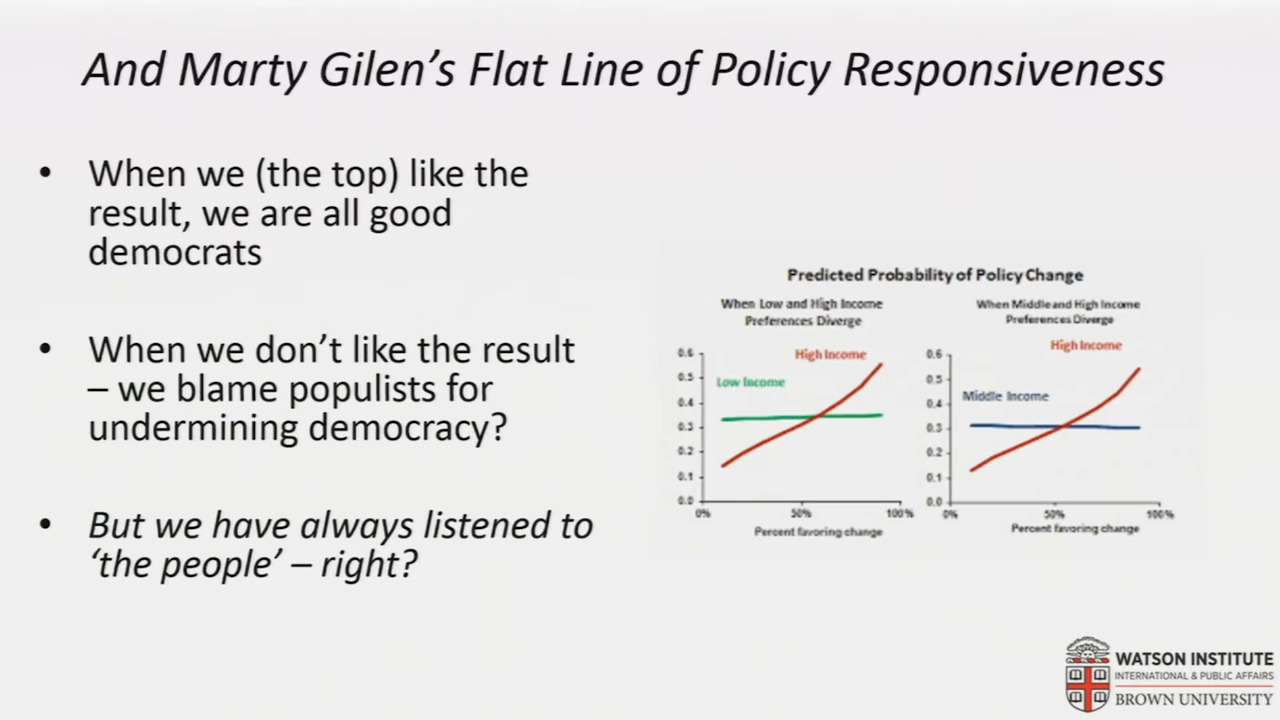 And Marty Gilen’s Flat Line of Policy Responsiveness
• When we (the top) like the
result, we are all good
democrats
• When we don’t like the result
– we blame populists for
undermining democracy?
• But we have always listened to
‘the people’ – right?
Predicted Probability of Policy Change
When Low and High Income
Preferences Diverge
High Income
Low Income
0.6
0.5
0.4
0.3
0.2
0.1
0.0
0%
50%
100%
Percent favoring change
When Middle and High Income
Preferences Diverge
High Income
Middle Income
0.6
0.5
0.4
0.3
0.2
0.1
0.0
0%
50%
100%
Percent favoring change
WATSON INSTITUTE
INTERNATIONAL & PUBLIC AFFAIRS
BROWN UNIVERSITY